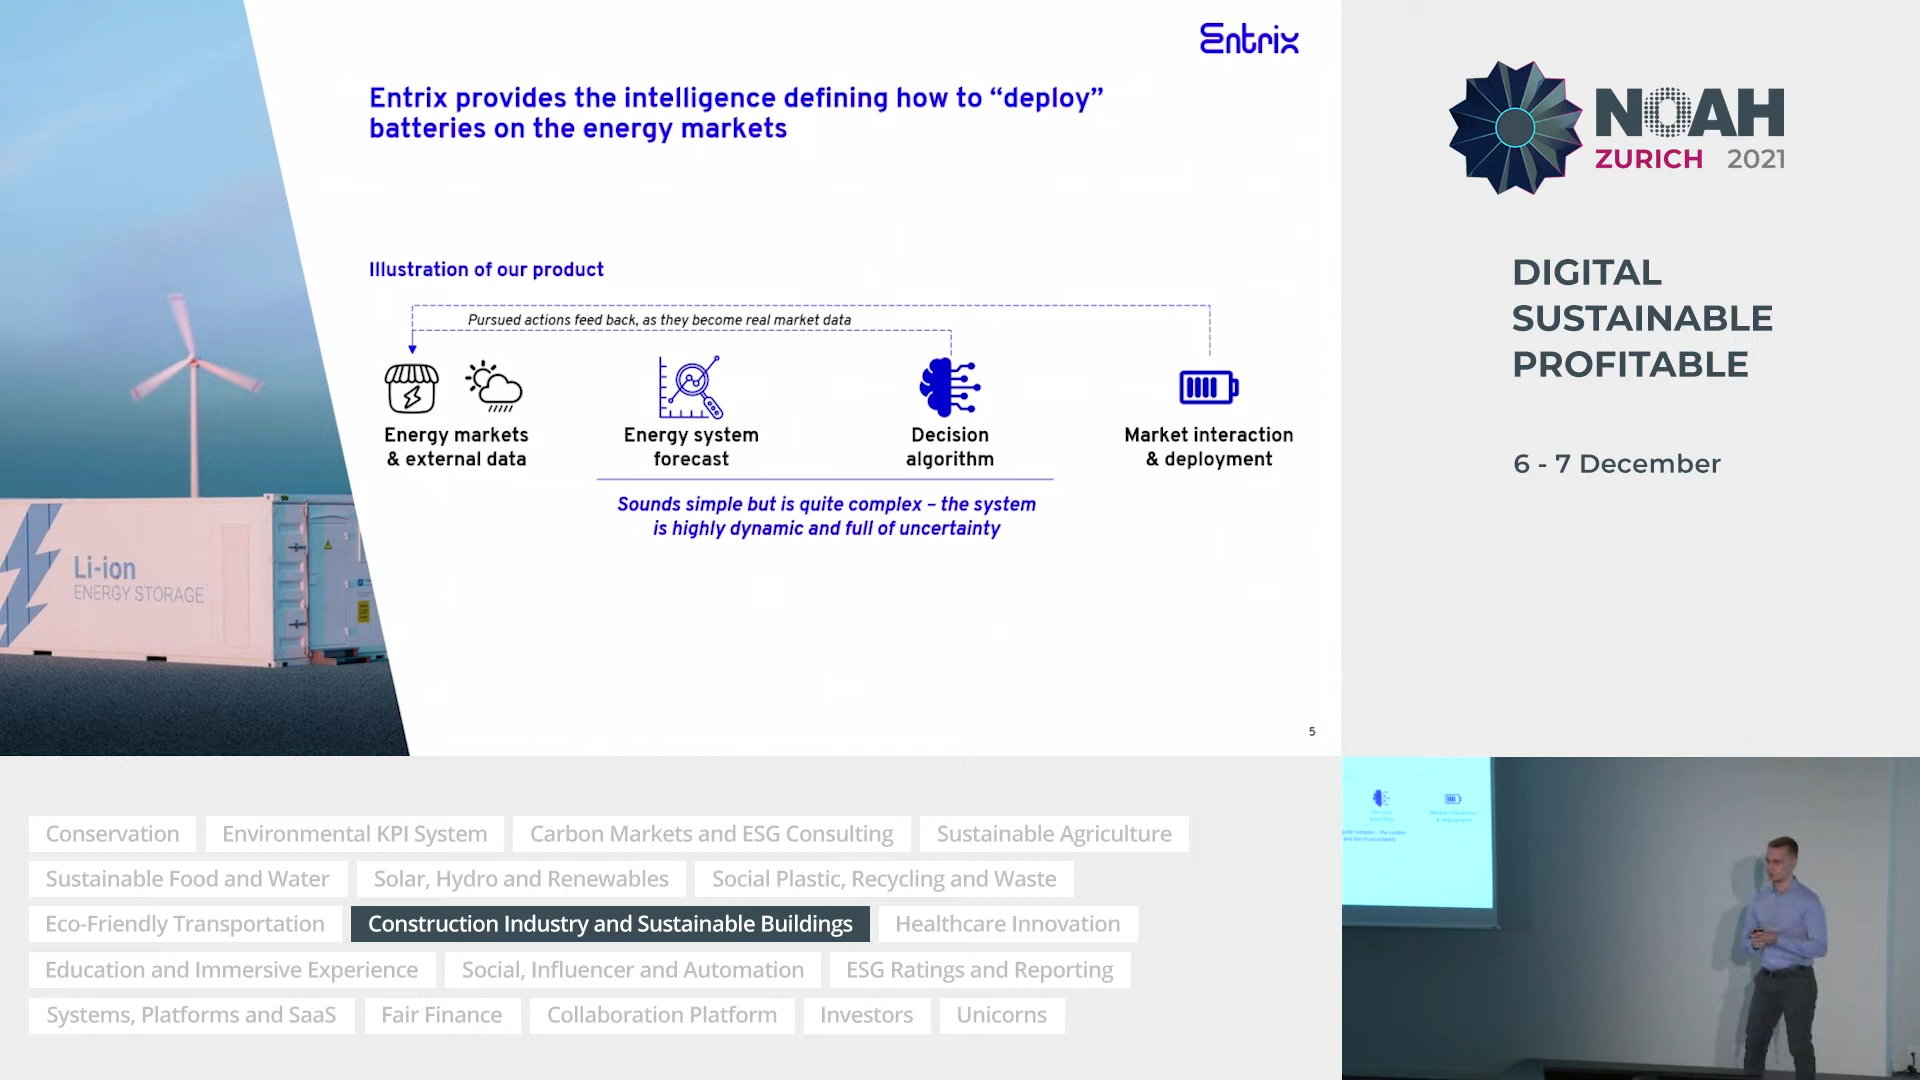 Entrix
Entrix provides the intelligence defining how to “deploy”
batteries on the energy markets
Illustration of our product
Pursued actions feed back, as they become real market data
Energy markets
& external data
Energy system
forecast
Decision
algorithm
Market interaction
& deployment
Sounds simple but is quite complex – the system
is highly dynamic and full of uncertainty
Li-ion
ENERGY STORAGE
5
NOAH
ZURICH 2021
DIGITAL
SUSTAINABLE
PROFITABLE
6 - 7 December
Conservation
Environmental KPI System
Carbon Markets and ESG Consulting
Sustainable Agriculture
Sustainable Food and Water
Solar, Hydro and Renewables
Social Plastic, Recycling and Waste
Eco-Friendly Transportation
Construction Industry and Sustainable Buildings
Healthcare Innovation
Education and Immersive Experience
Social, Influencer and Automation
ESG Ratings and Reporting
Systems, Platforms and SaaS
Fair Finance
Collaboration Platform
Investors
Unicorns